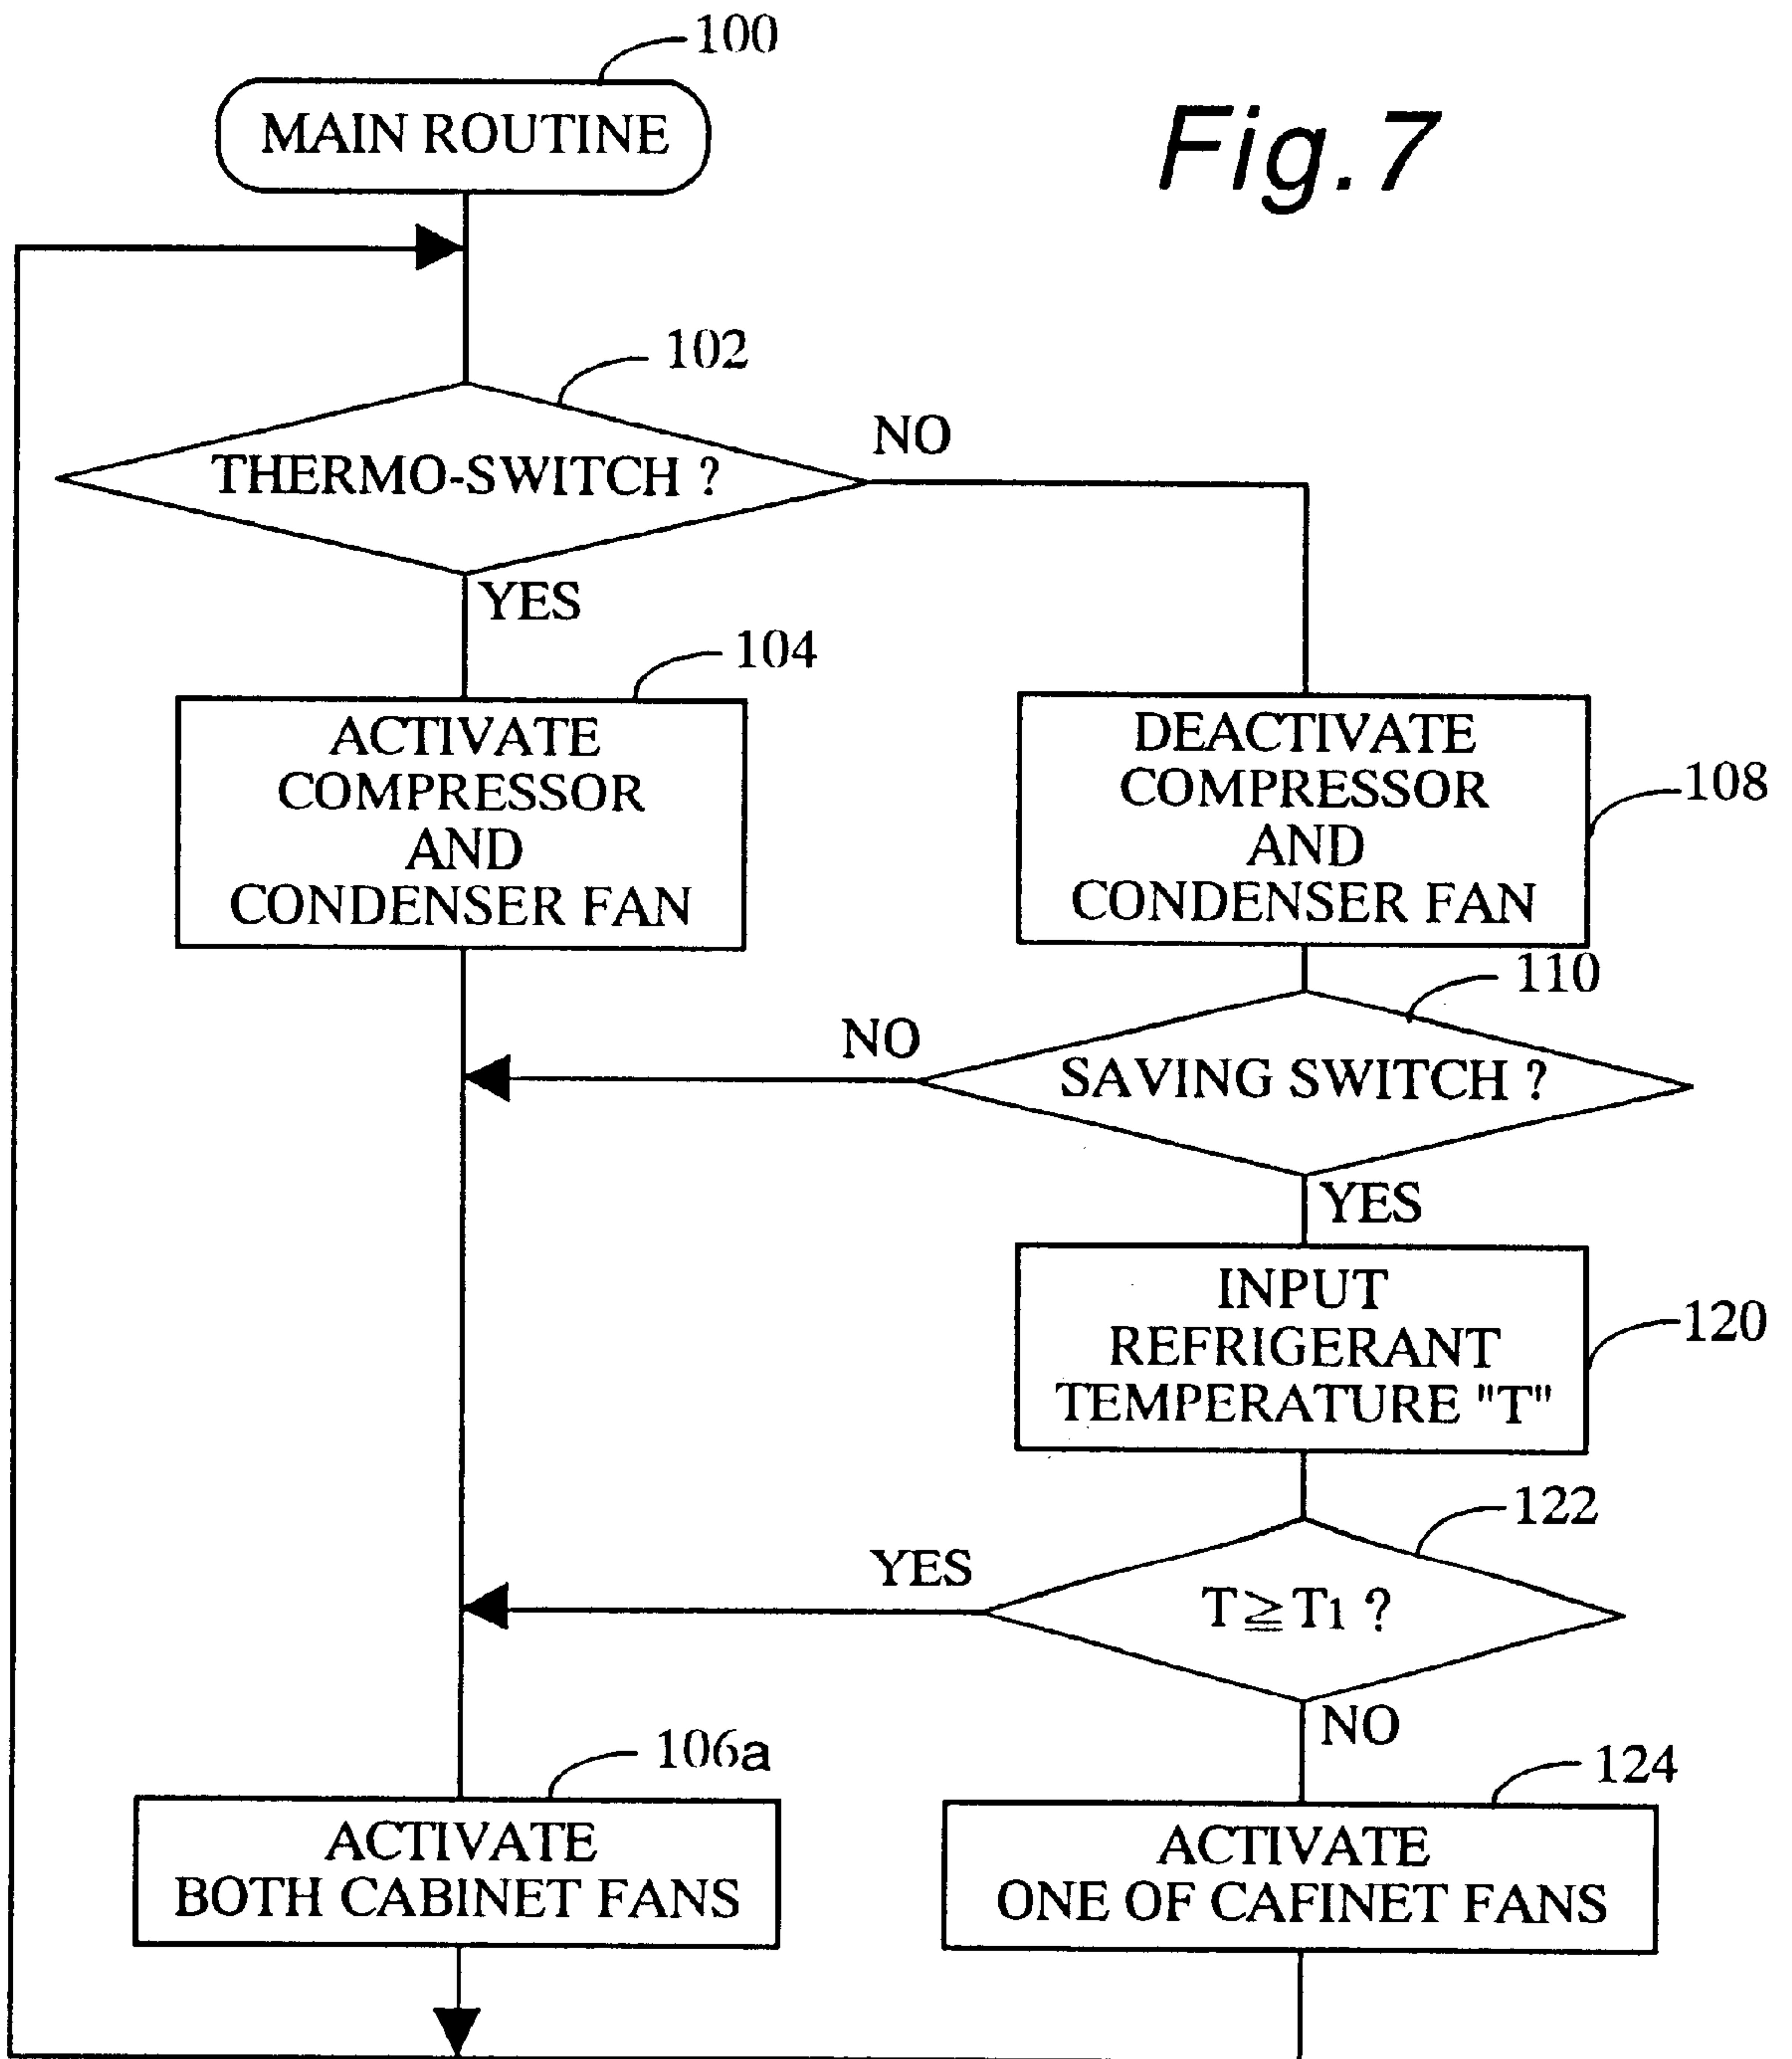 100
MAIN ROUTINE
Fig.7
102
THERMO-SWITCH ?
NO
YES
104
ACTIVATE
COMPRESSOR
AND
CONDENSER FAN
DEACTIVATE
COMPRESSOR
AND
CONDENSER FAN
108
110
NO
SAVING SWITCH ?
YES
INPUT
REFRIGERANT
TEMPERATURE "T"
120
122
YES
T≧T1 ?
NO
106a
ACTIVATE
BOTH CABINET FANS
124
ACTIVATE
ONE OF CAFINET FANS